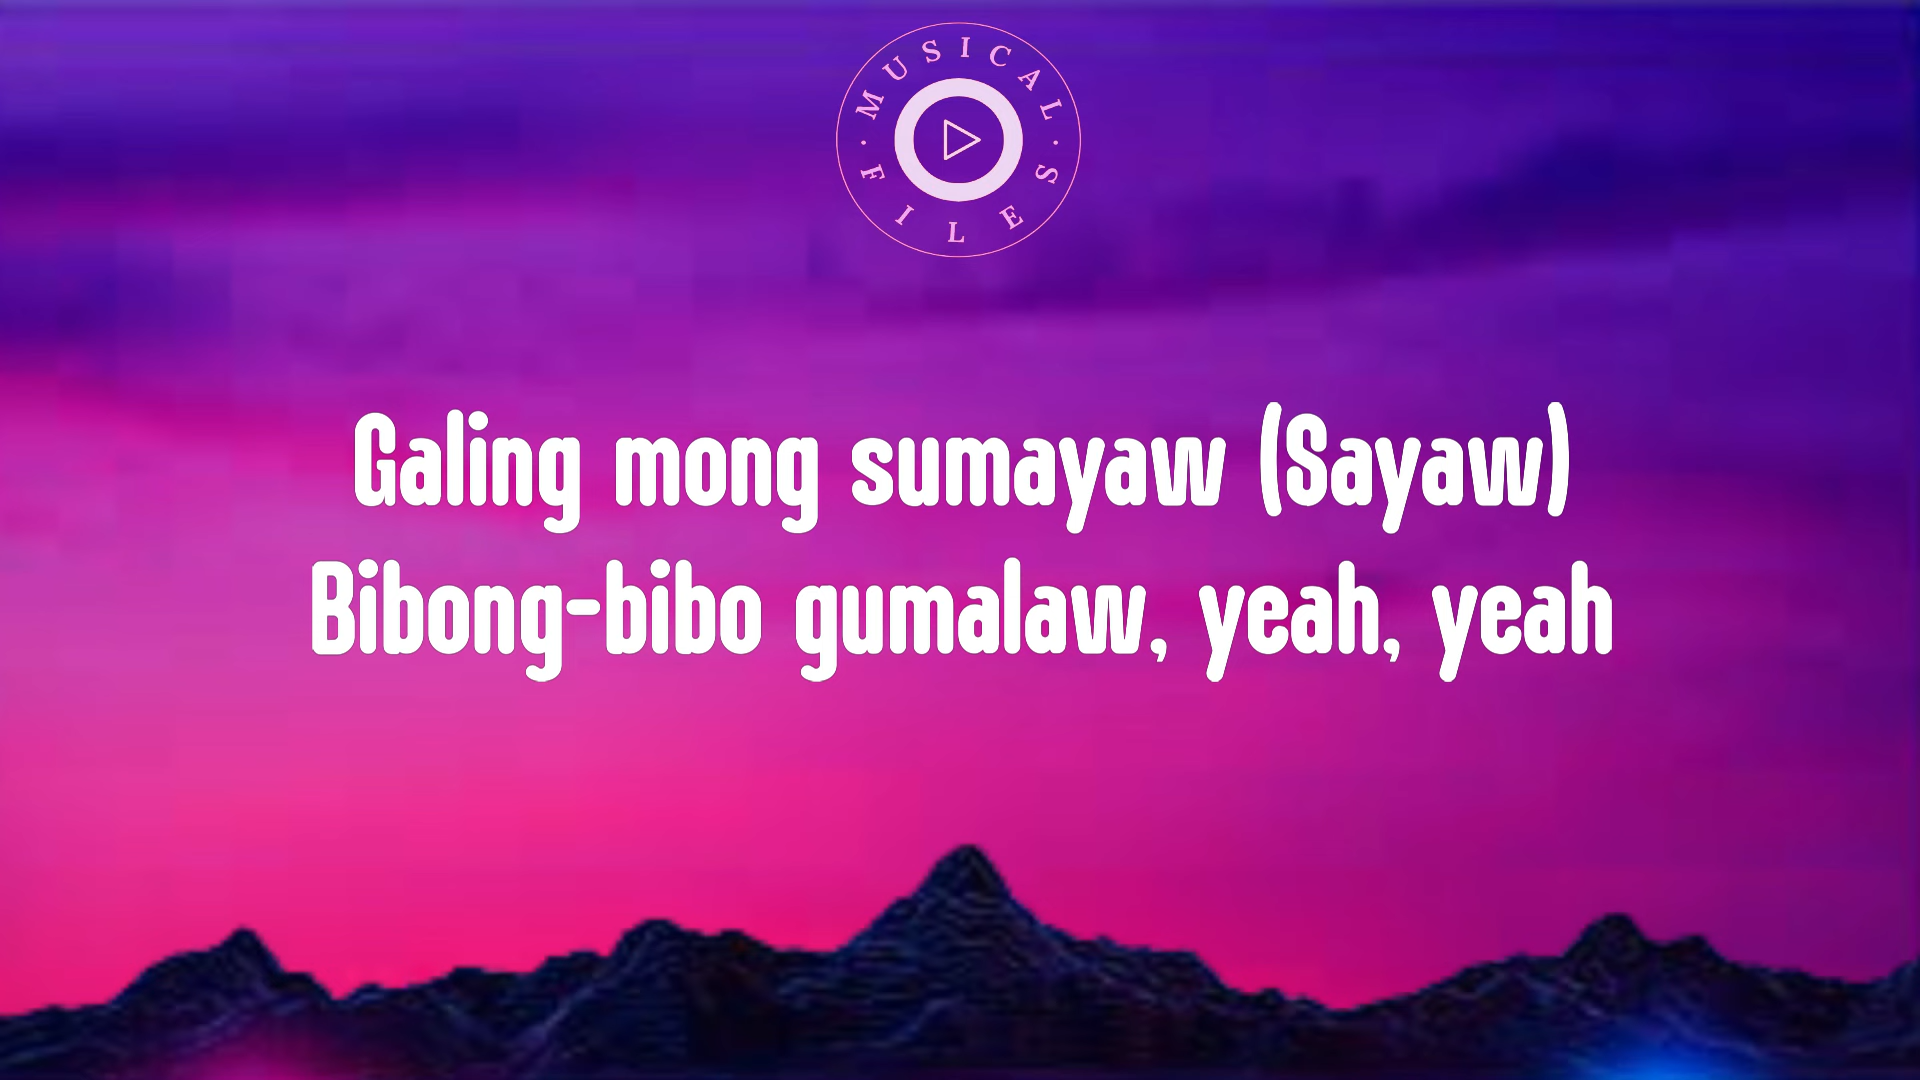 · MUSICAL ·
FILES
Galing mong sumayaw (Sayaw)
Bibong-bibo gumalaw, yeah, yeah